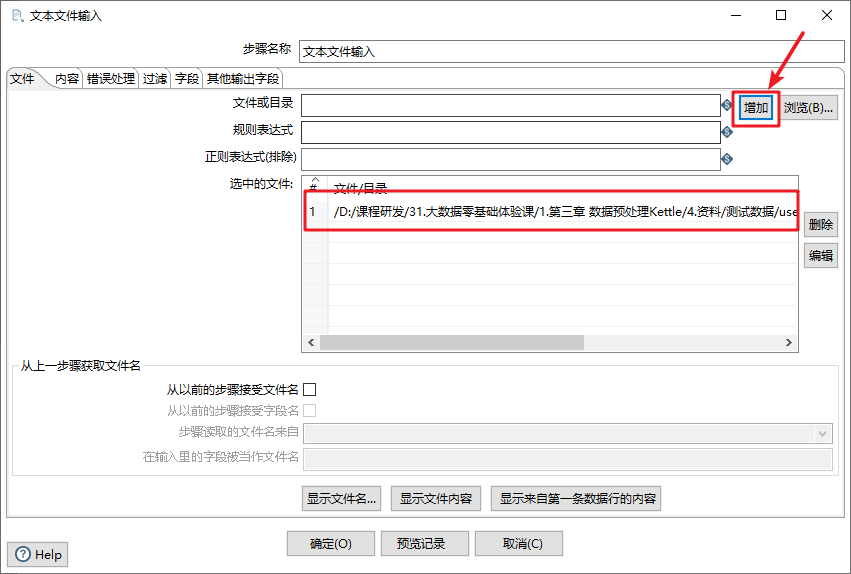 文本文件输入
步骤名称 文本文件输入
文件 内容 错误处理 过滤 字段 其他输出字段
文件或目录 增加 浏览(B)...
规则表达式
正则表达式(排除)
选中的文件: # 文件/目录
1 /D:/课程研发/31.大数据零基础体验课/1.第三章 数据预处理Kettle/4.资料/测试数据/use
删除
编辑
从上一步骤获取文件名
从以前的步骤接受文件名
从以前的步骤接受字段名
步骤读取的文件名来自
在输入里的字段被当作文件名
显示文件名... 显示文件内容 显示来自第一条数据行的内容
确定(O) 预览记录 取消(C)
Help